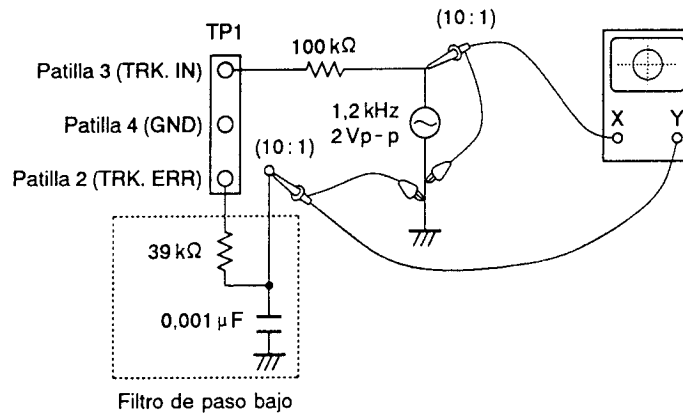 TP1
(10 : 1)
100 kΩ
Patilla 3 (TRK. IN)
Patilla 4 (GND)
1,2 kHz
2 Vp-p
X
Y
(10 : 1)
Patilla 2 (TRK. ERR)
39 kΩ
0,001 µF
Filtro de paso bajo